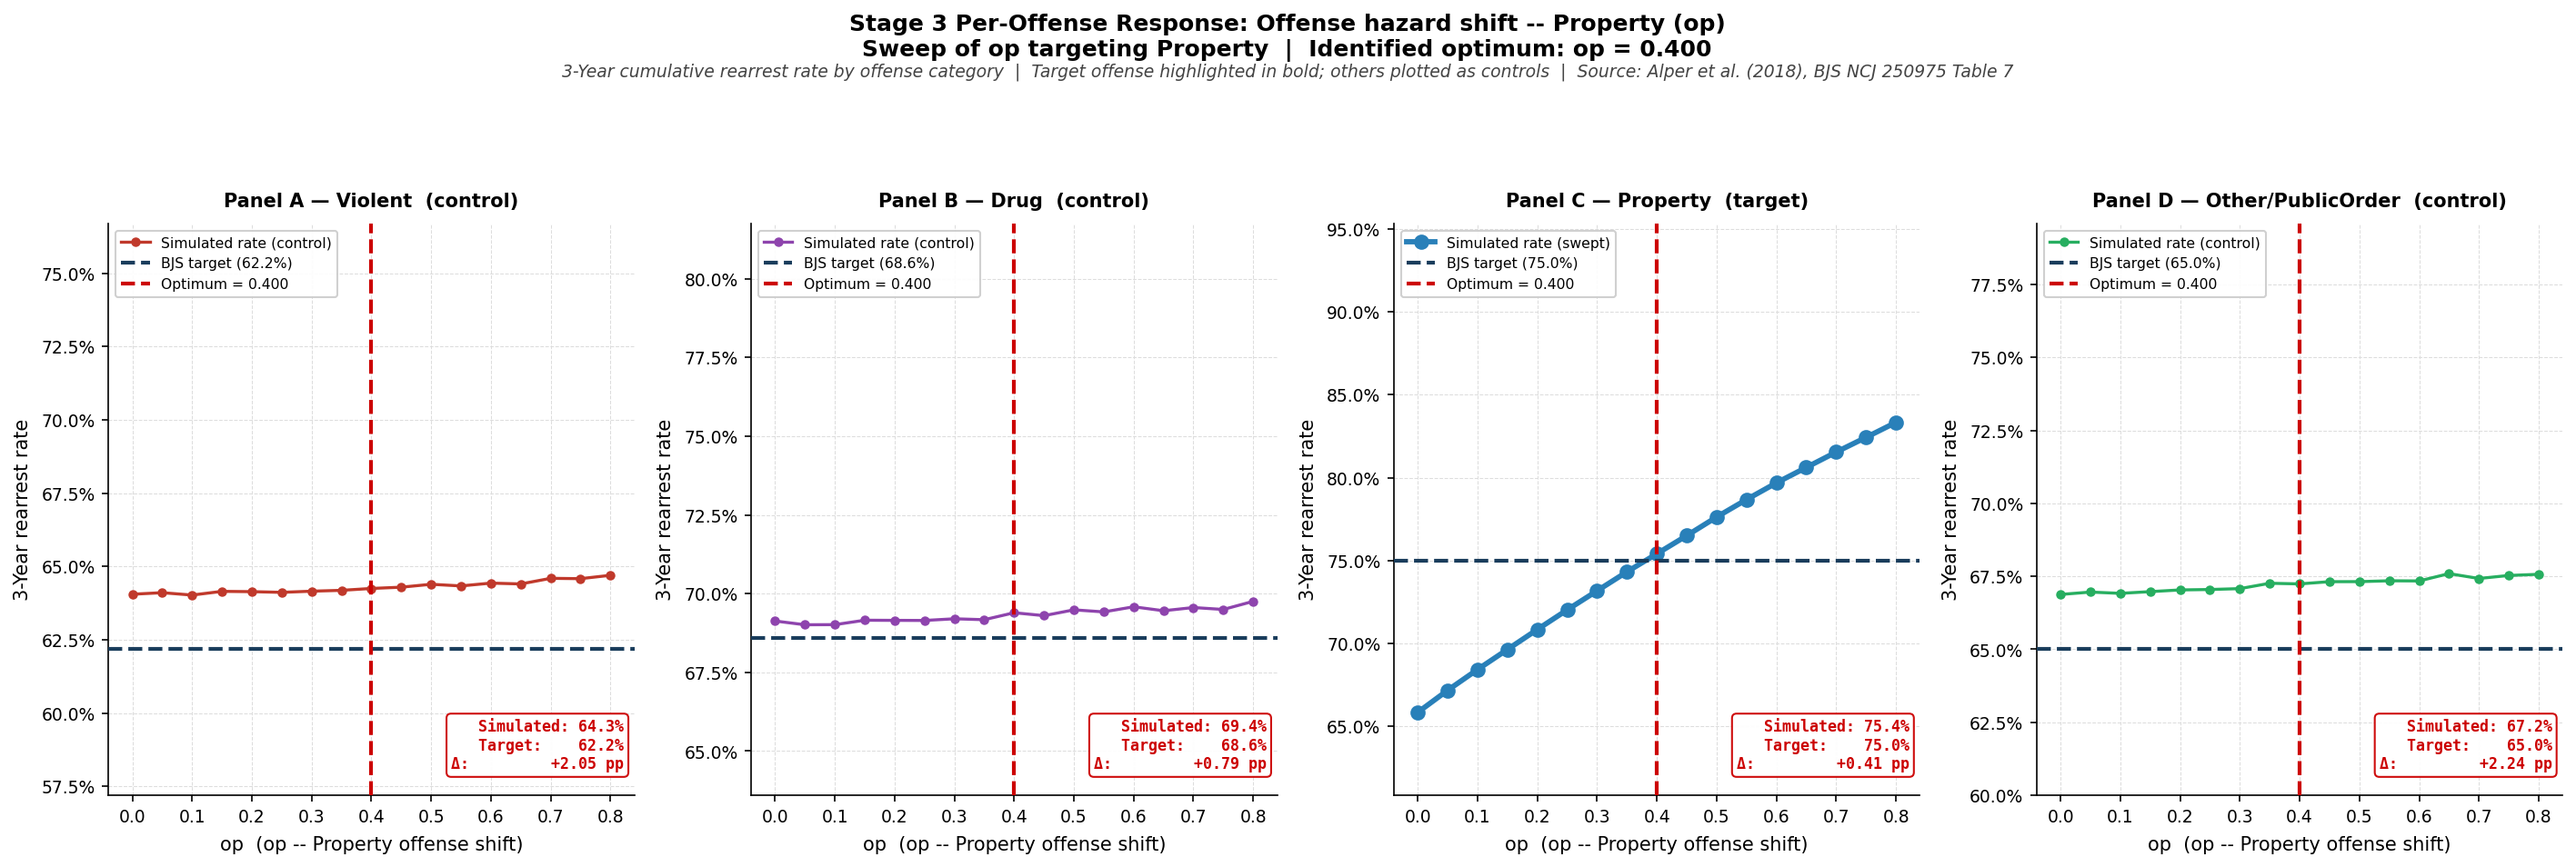 Stage 3 Per-Offense Response: Offense hazard shift -- Property (op)
Sweep of op targeting Property | Identified optimum: op = 0.400
3-Year cumulative rearrest rate by offense category | Target offense highlighted in bold; others plotted as controls | Source: Alper et al. (2018), BJS NCJ 250975 Table 7
Panel A — Violent (control)
Simulated rate (control)
BJS target (62.2%)
Optimum = 0.400
3-Year rearrest rate
75.0%
72.5%
70.0%
67.5%
65.0%
62.5%
60.0%
57.5%
Simulated: 64.3%
Target: 62.2%
Δ: +2.05 pp
0.0 0.1 0.2 0.3 0.4 0.5 0.6 0.7 0.8
op (op -- Property offense shift)
Panel B — Drug (control)
Simulated rate (control)
BJS target (68.6%)
Optimum = 0.400
3-Year rearrest rate
80.0%
77.5%
75.0%
72.5%
70.0%
67.5%
65.0%
Simulated: 69.4%
Target: 68.6%
Δ: +0.79 pp
0.0 0.1 0.2 0.3 0.4 0.5 0.6 0.7 0.8
op (op -- Property offense shift)
Panel C — Property (target)
Simulated rate (swept)
BJS target (75.0%)
Optimum = 0.400
3-Year rearrest rate
95.0%
90.0%
85.0%
80.0%
75.0%
70.0%
65.0%
Simulated: 75.4%
Target: 75.0%
Δ: +0.41 pp
0.0 0.1 0.2 0.3 0.4 0.5 0.6 0.7 0.8
op (op -- Property offense shift)
Panel D — Other/PublicOrder (control)
Simulated rate (control)
BJS target (65.0%)
Optimum = 0.400
3-Year rearrest rate
77.5%
75.0%
72.5%
70.0%
67.5%
65.0%
62.5%
60.0%
Simulated: 67.2%
Target: 65.0%
Δ: +2.24 pp
0.0 0.1 0.2 0.3 0.4 0.5 0.6 0.7 0.8
op (op -- Property offense shift)